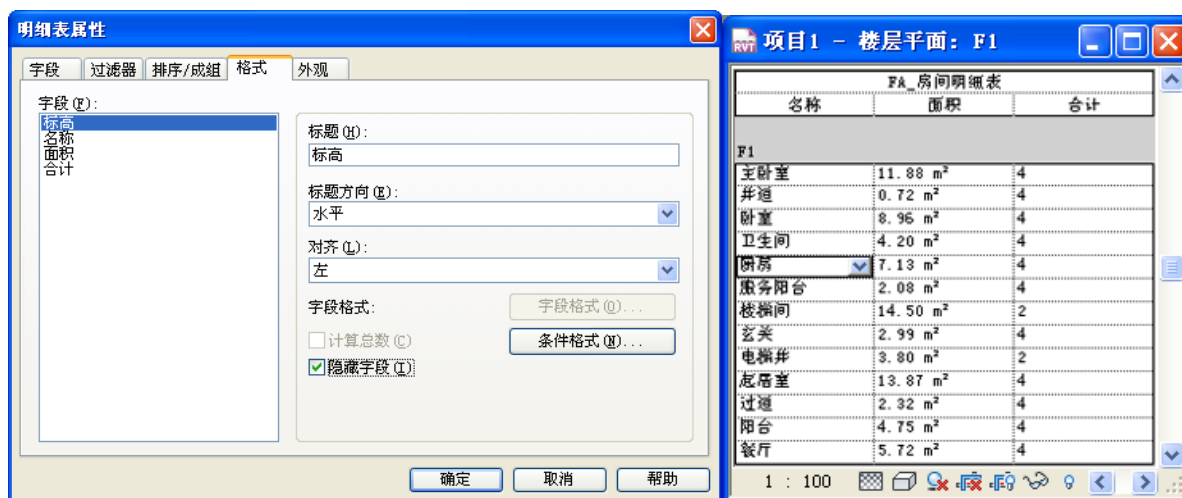 明细表属性
字段 过滤器 排序/成组 格式 外观
字段(F):
标高
名称
面积
合计
标题(H):
标高
标题方向(E):
水平
对齐(L):
左
字段格式: 字段格式(O)...
计算总数(C) 条件格式(N)...
隐藏字段(I)
确定 取消 帮助
项目1 - 楼层平面: F1
FA_房间明细表
名称 面积 合计
F1
主卧室 11.88 m² 4
井道 0.72 m² 4
卧室 8.96 m² 4
卫生间 4.20 m² 4
厨房 7.13 m² 4
服务阳台 2.08 m² 4
楼梯间 14.50 m² 2
玄关 2.99 m² 4
电梯井 3.80 m² 2
起居室 13.87 m² 4
过道 2.32 m² 4
阳台 4.75 m² 4
餐厅 5.72 m² 4
1 : 100